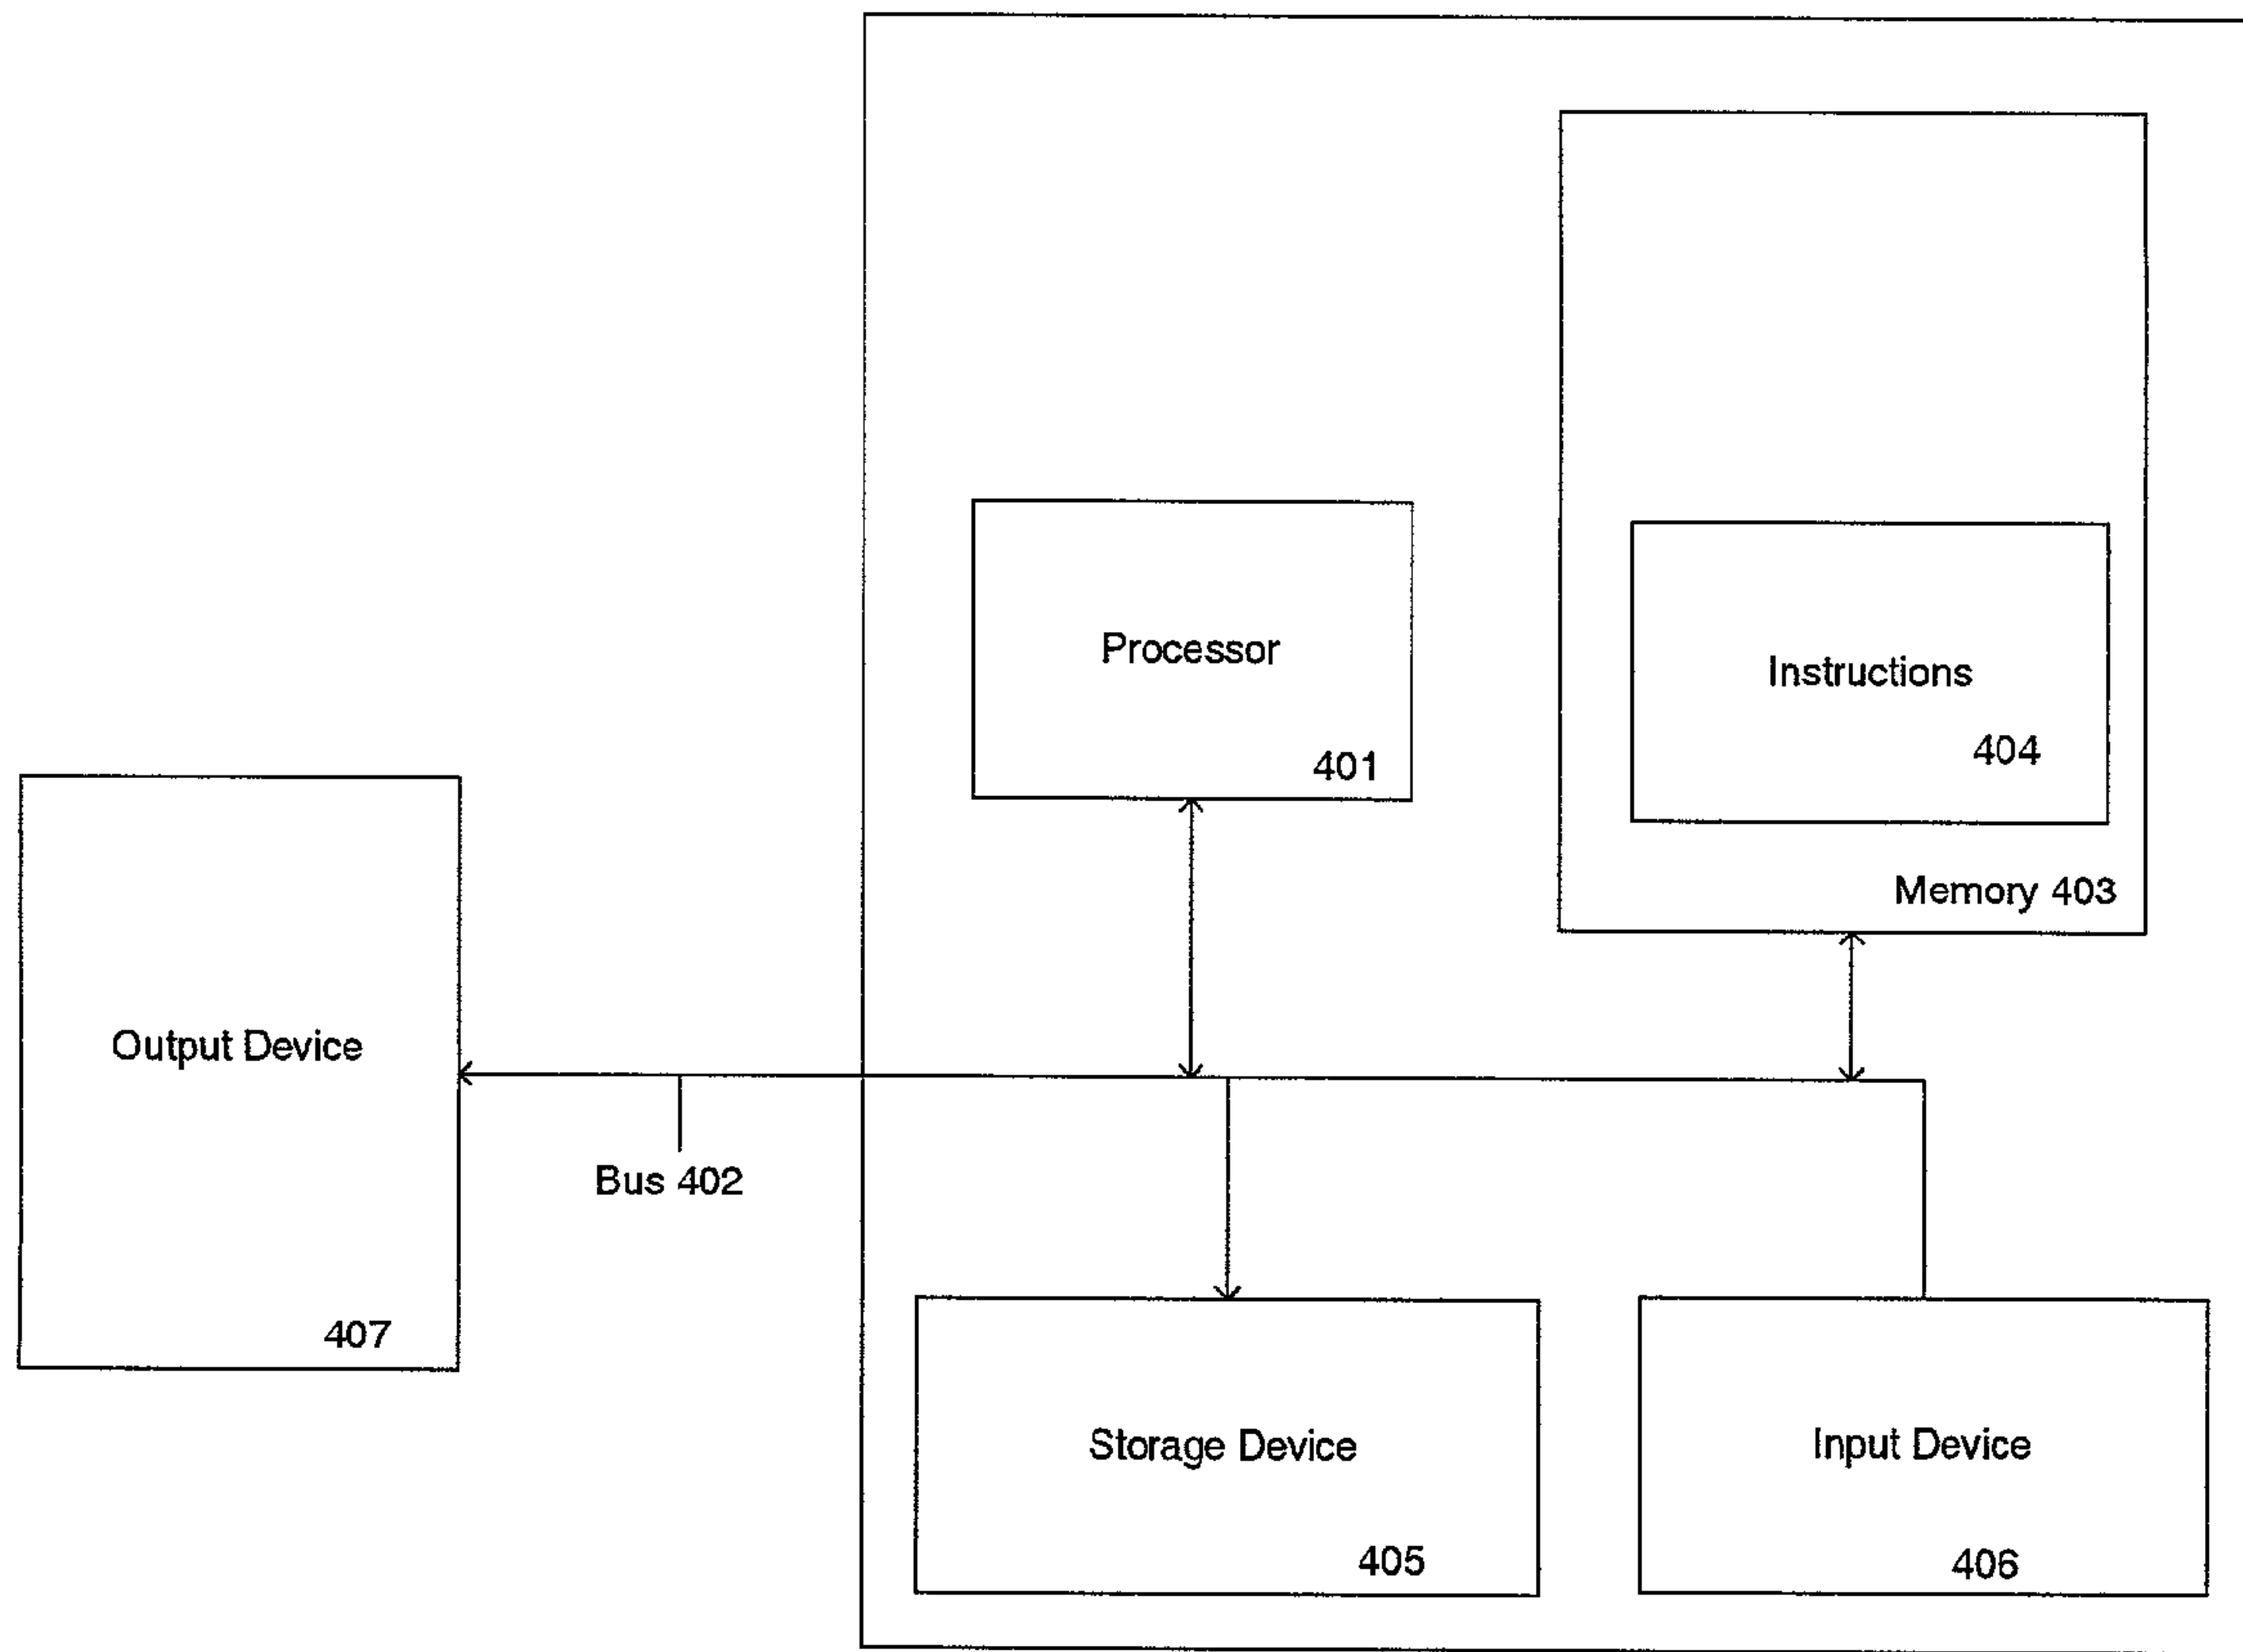 Processor
401
Instructions
404
Memory 403
Output Device
407
Bus 402
Storage Device
405
Input Device
406